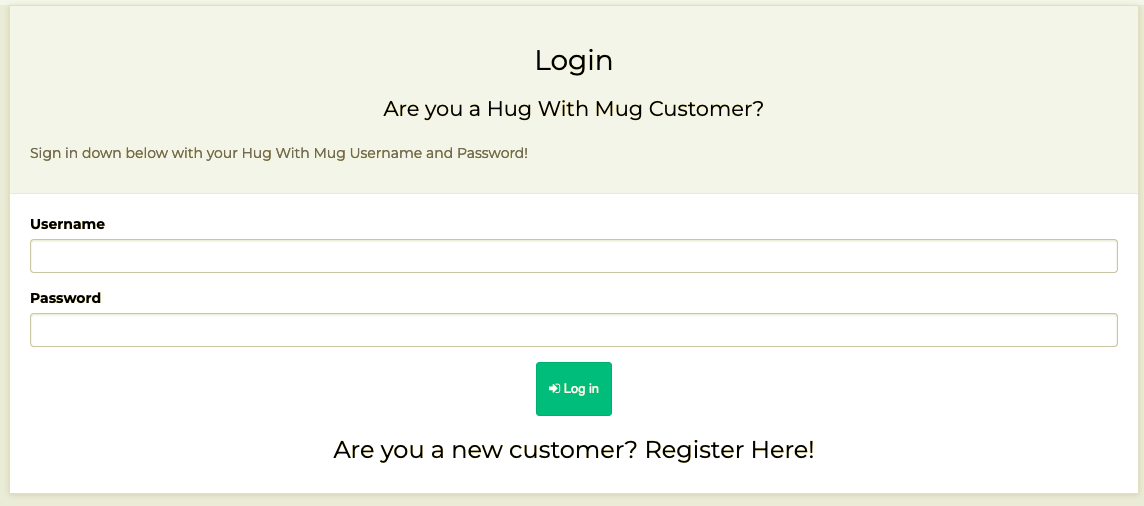 Login
Are you a Hug With Mug Customer?
Sign in down below with your Hug With Mug Username and Password!
Username
Password
Log in
Are you a new customer? Register Here!